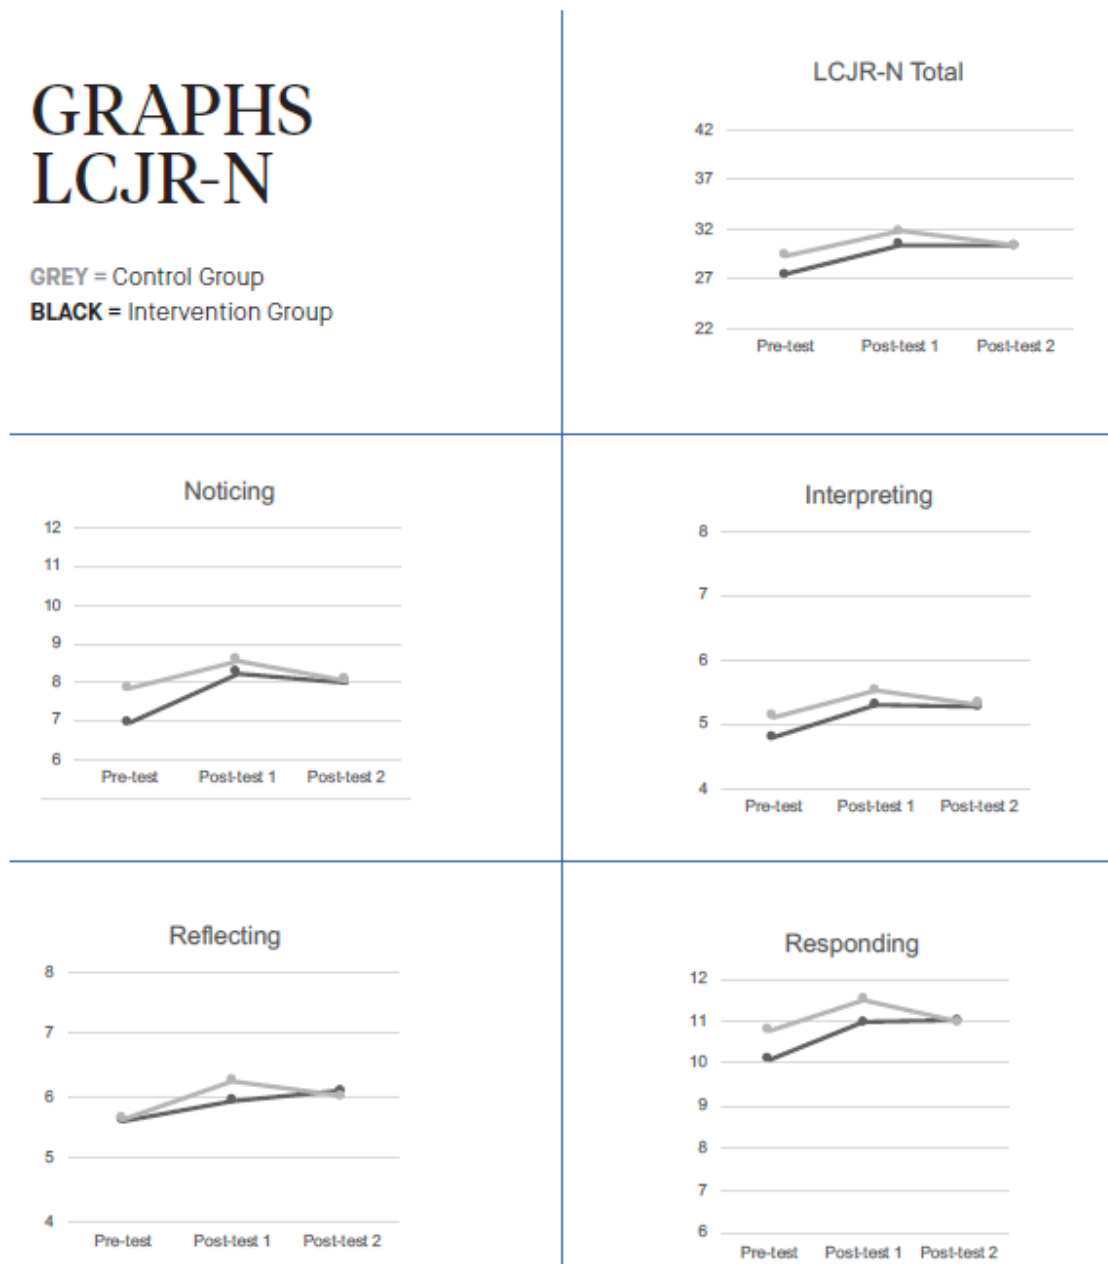 GRAPHS
LCJR-N
GREY = Control Group
BLACK = Intervention Group
LCJR-N Total
42
37
32
27
22
Pre-test Post-test 1 Post-test 2
Noticing
12
11
10
9
8
7
6
Pre-test Post-test 1 Post-test 2
Interpreting
8
7
6
5
4
Pre-test Post-test 1 Post-test 2
Reflecting
8
7
6
5
4
Pre-test Post-test 1 Post-test 2
Responding
12
11
10
9
8
7
6
Pre-test Post-test 1 Post-test 2